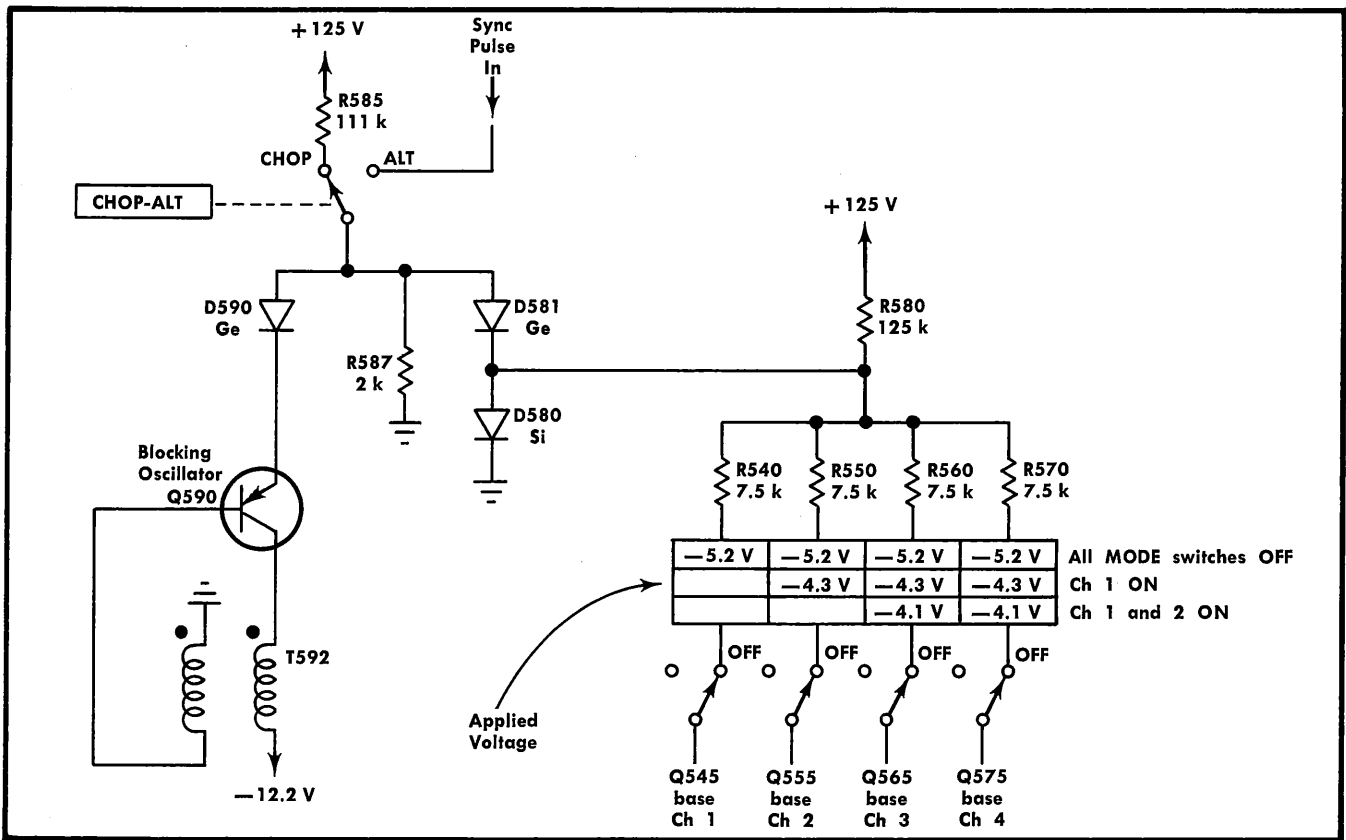 +125 V
Sync
Pulse
In
R585
111 k
CHOP
ALT
CHOP-ALT
+125 V
D590
Ge
D581
Ge
R580
125 k
R587
2 k
D580
Si
Blocking
Oscillator
Q590
R540
7.5 k
R550
7.5 k
R560
7.5 k
R570
7.5 k
—5.2 V —5.2 V —5.2 V —5.2 V All MODE switches OFF
—4.3 V —4.3 V —4.3 V Ch 1 ON
—4.1 V —4.1 V Ch 1 and 2 ON
T592
OFF OFF OFF OFF
Applied
Voltage
—12.2 V
Q545
base
Ch 1
Q555
base
Ch 2
Q565
base
Ch 3
Q575
base
Ch 4